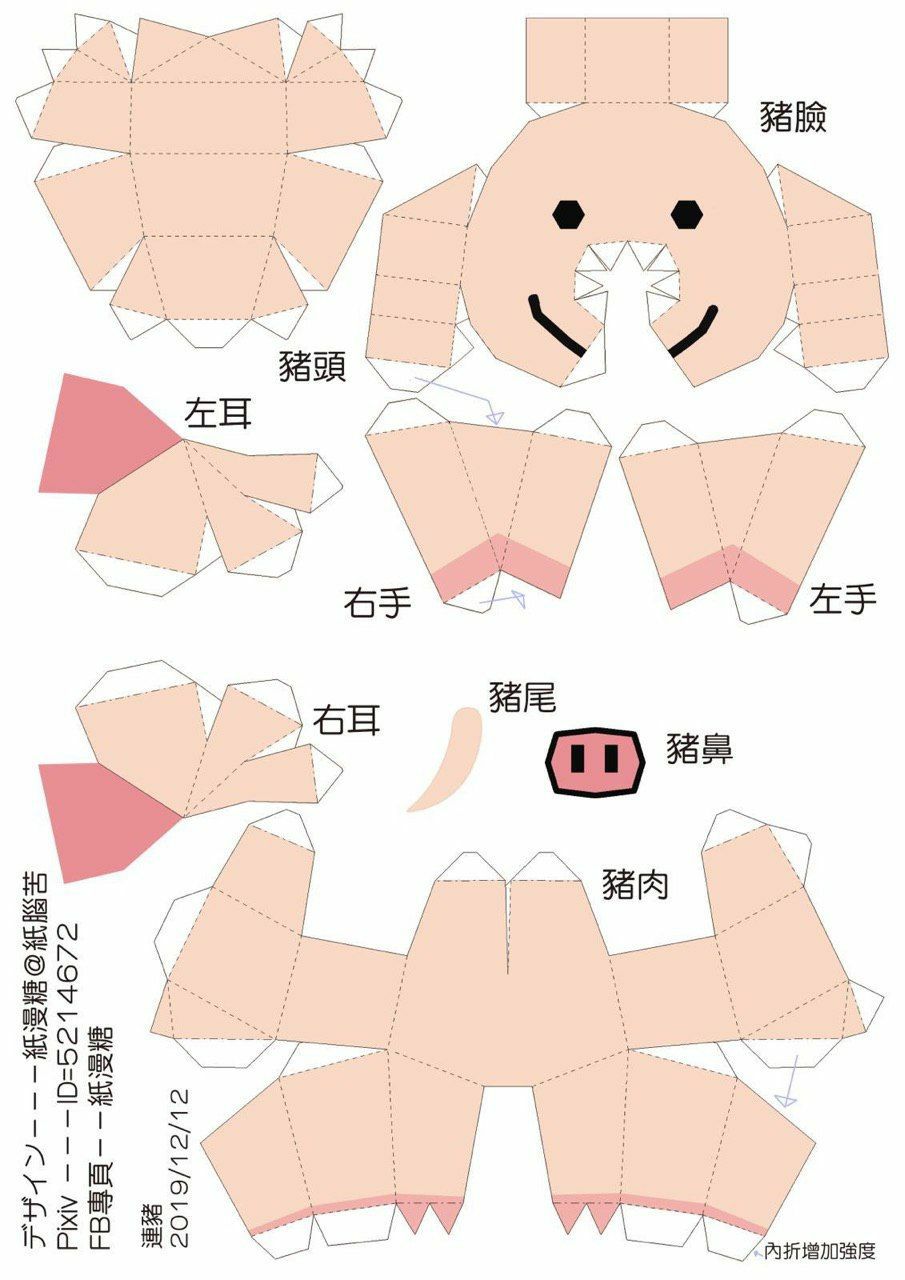 豬臉
豬頭
左耳
右手
左手
右耳
豬尾
豬鼻
豬肉
デザイン－－－紙漫糖@紙腦苦
Pixiv －－－－ID=5214672
FB專頁－－紙漫糖
連豬
2019/12/12
內折增加強度